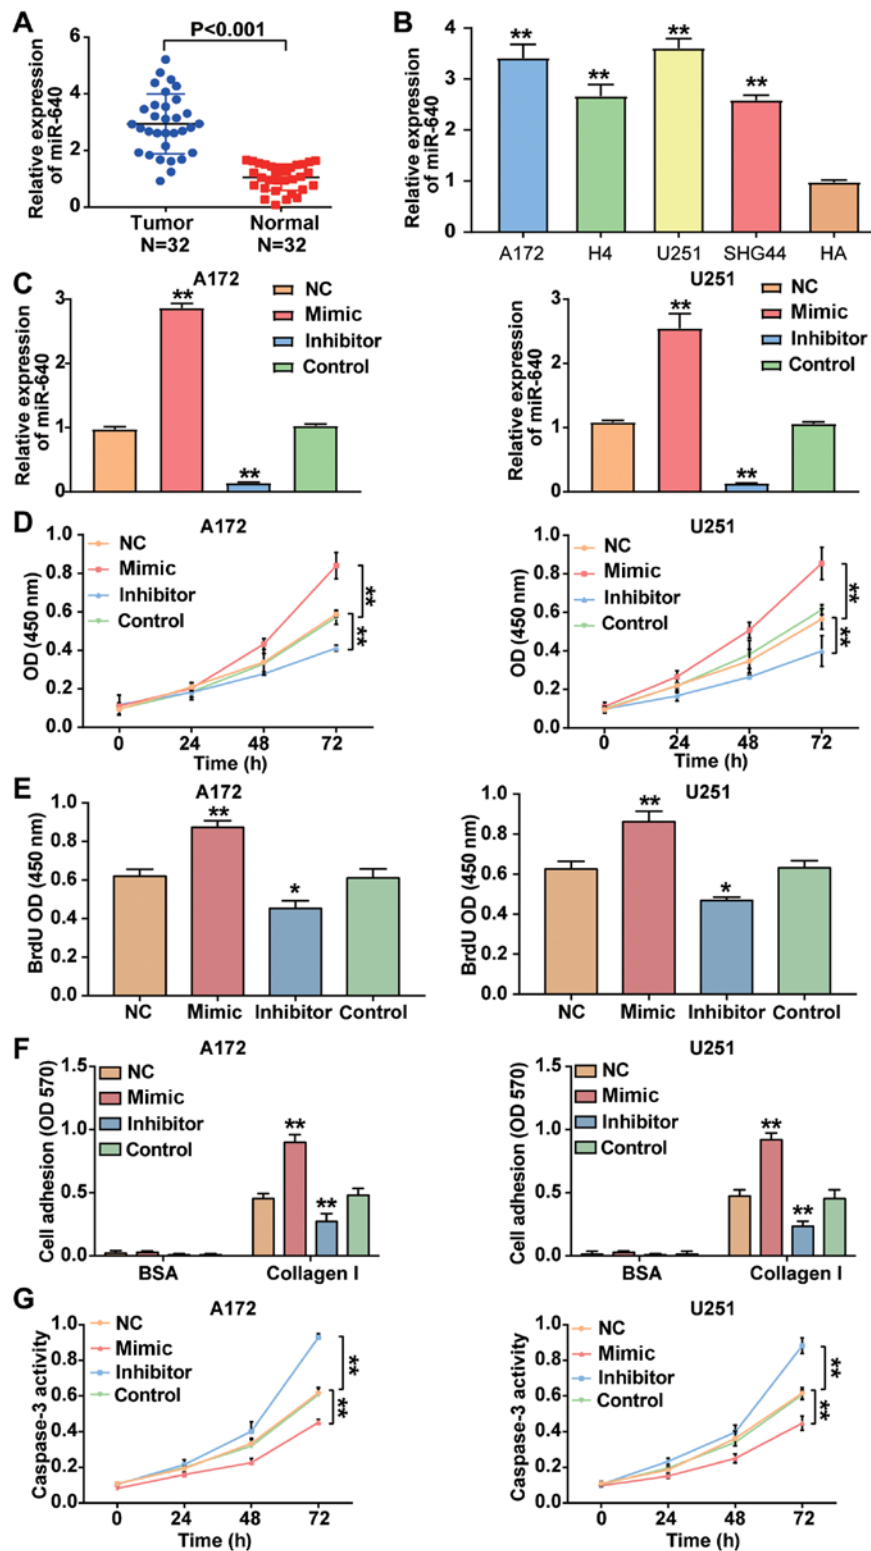 A
P<0.001
Relative expression
of miR-640
6
4
2
0
Tumor
N=32
Normal
N=32
B
Relative expression
of miR-640
4
3
2
1
0
**
**
**
**
A172
H4
U251
SHG44
HA
C
A172
Relative expression
of miR-640
3
2
1
0
**
**
NC
Mimic
Inhibitor
Control
U251
Relative expression
of miR-640
3
2
1
0
**
**
NC
Mimic
Inhibitor
Control
D
A172
OD (450 nm)
1.0
0.8
0.6
0.4
0.2
0.0
NC
Mimic
Inhibitor
Control
**
**
0 24 48 72
Time (h)
U251
OD (450 nm)
1.0
0.8
0.6
0.4
0.2
0.0
NC
Mimic
Inhibitor
Control
**
**
0 24 48 72
Time (h)
E
A172
BrdU OD (450 nm)
1.0
0.8
0.6
0.4
0.2
0.0
**
*
NC Mimic Inhibitor Control
U251
BrdU OD (450 nm)
1.0
0.8
0.6
0.4
0.2
0.0
**
*
NC Mimic Inhibitor Control
F
A172
Cell adhesion (OD 570)
1.5
1.0
0.5
0.0
NC
Mimic
Inhibitor
Control
**
**
BSA Collagen I
U251
Cell adhesion (OD 570)
1.5
1.0
0.5
0.0
NC
Mimic
Inhibitor
Control
**
**
BSA Collagen I
G
A172
Caspase-3 activity
1.0
0.8
0.6
0.4
0.2
0.0
NC
Mimic
Inhibitor
Control
**
**
0 24 48 72
Time (h)
U251
Caspase-3 activity
1.0
0.8
0.6
0.4
0.2
0.0
NC
Mimic
Inhibitor
Control
**
**
0 24 48 72
Time (h)